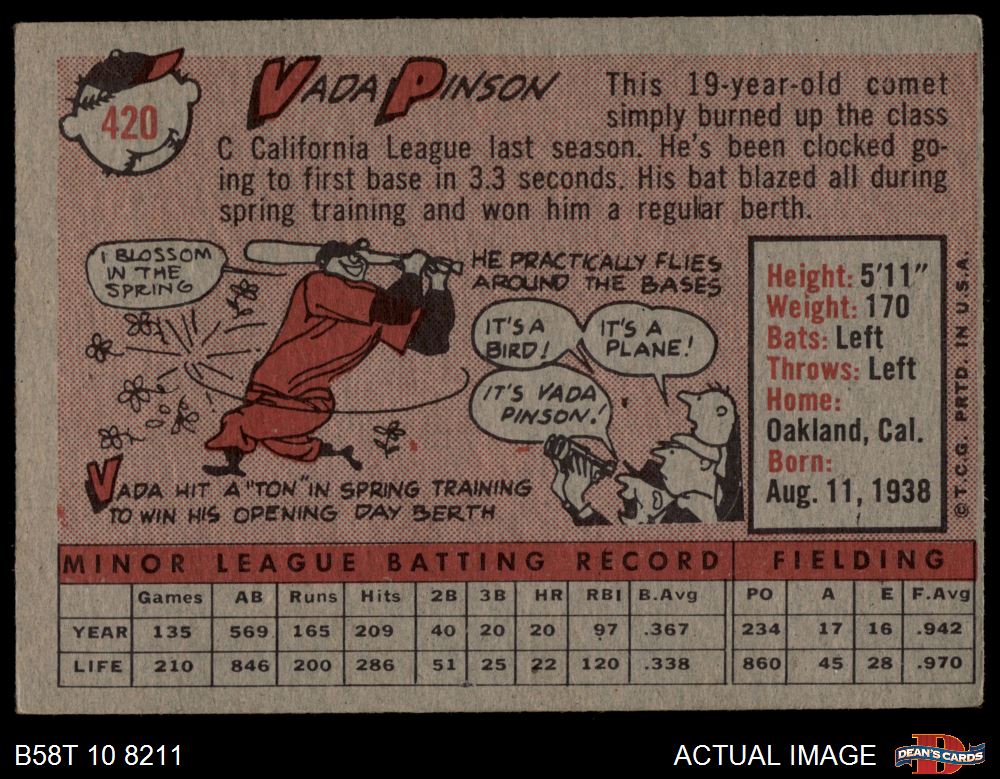 420
VADA PINSON
This 19-year-old comet
simply burned up the class
C California League last season. He's been clocked go-
ing to first base in 3.3 seconds. His bat blazed all during
spring training and won him a regular berth.
I BLOSSOM
IN THE
SPRING
HE PRACTICALLY FLIES
AROUND THE BASES
IT'S A
BIRD!
IT'S A
PLANE!
IT'S VADA
PINSON!
VADA HIT A "TON" IN SPRING TRAINING
TO WIN HIS OPENING DAY BERTH
Height: 5'11"
Weight: 170
Bats: Left
Throws: Left
Home:
Oakland, Cal.
Born:
Aug. 11, 1938
© T.C.G. PRTD. IN U.S.A.
MINOR LEAGUE BATTING RECORD FIELDING
Games AB Runs Hits 2B 3B HR RBI B.Avg PO A E F.Avg
YEAR 135 569 165 209 40 20 20 97 .367 234 17 16 .942
LIFE 210 846 200 286 51 25 22 120 .338 860 45 28 .970
B58T 10 8211
ACTUAL IMAGE
DEAN'S CARDS